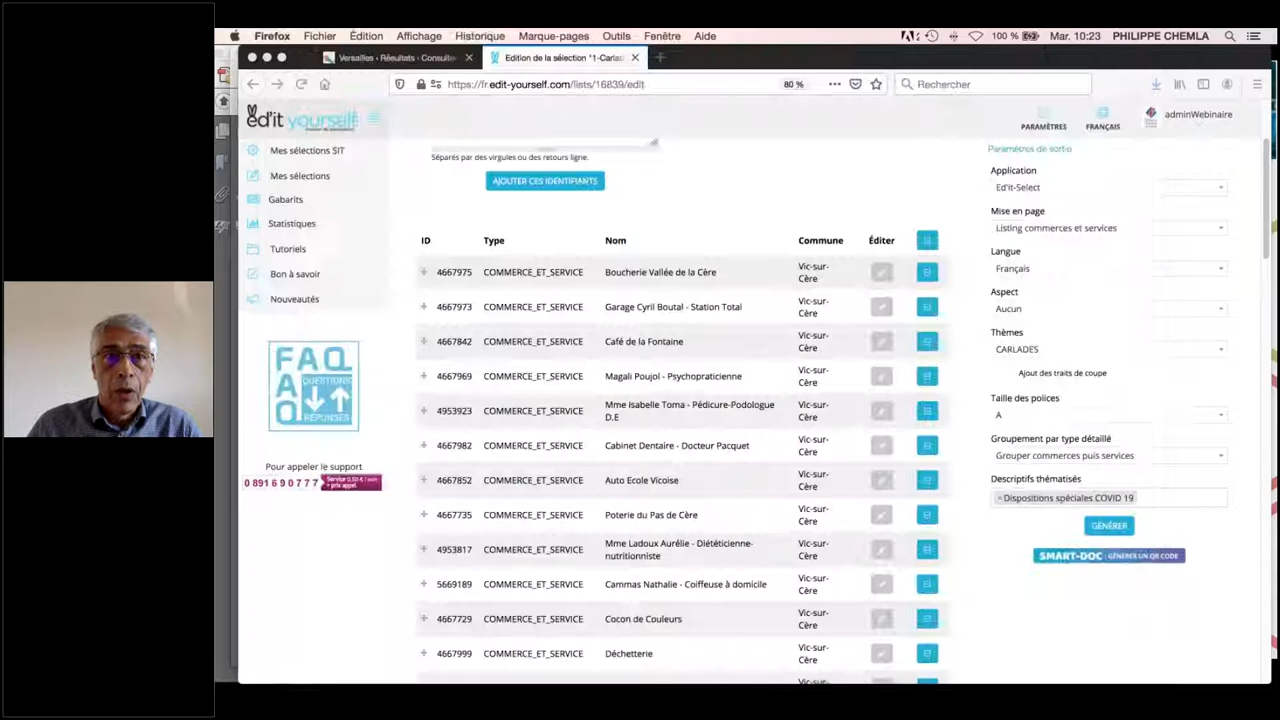 Firefox Fichier Édition Affichage Historique Marque-pages Outils Fenêtre Aide 100 % Mar. 10:23 PHILIPPE CHEMLA
Versailles • Résultats • Consulte
Edition de la sélection "1-Carlad
https://fr.edit-yourself.com/lists/16839/edit
80 %
Rechercher
éd'it yourself
PARAMÈTRES
FRANÇAIS
adminWebinaire
Mes sélections SIT
Mes sélections
Gabarits
Statistiques
Tutoriels
Bon à savoir
Nouveautés
FAQ
QUESTIONS
RÉPONSES
Pour appeler le support
0 891 690 777
Service 0,50 € / min
+ prix appel
Séparés par des virgules ou des retours ligne.
AJOUTER CES IDENTIFIANTS
ID Type Nom Commune Éditer
4667975 COMMERCE_ET_SERVICE Boucherie Vallée de la Cère Vic-sur-
Cère
4667973 COMMERCE_ET_SERVICE Garage Cyril Boutal - Station Total Vic-sur-
Cère
4667842 COMMERCE_ET_SERVICE Café de la Fontaine Vic-sur-
Cère
4667969 COMMERCE_ET_SERVICE Magali Poujol - Psychopraticienne Vic-sur-
Cère
4953923 COMMERCE_ET_SERVICE Mme Isabelle Toma - Pédicure-Podologue Vic-sur-
D.E Cère
4667982 COMMERCE_ET_SERVICE Cabinet Dentaire - Docteur Pacquet Vic-sur-
Cère
4667852 COMMERCE_ET_SERVICE Auto Ecole Vicoise Vic-sur-
Cère
4667735 COMMERCE_ET_SERVICE Poterie du Pas de Cère Vic-sur-
Cère
4953817 COMMERCE_ET_SERVICE Mme Ladoux Aurélie - Diététicienne- Vic-sur-
nutritionniste Cère
5669189 COMMERCE_ET_SERVICE Cammas Nathalie - Coiffeuse à domicile Vic-sur-
Cère
4667729 COMMERCE_ET_SERVICE Cocon de Couleurs Vic-sur-
Cère
4667999 COMMERCE_ET_SERVICE Déchetterie Vic-sur-
Cère
Paramètres de sortie
Application
Ed'it-Select
Mise en page
Listing commerces et services
Langue
Français
Aspect
Aucun
Thèmes
CARLADES
Ajout des traits de coupe
Taille des polices
A
Groupement par type détaillé
Grouper commerces puis services
Descriptifs thématisés
×Dispositions spéciales COVID 19
GÉNÉRER
SMART-DOC : GÉNÉRER UN QR CODE